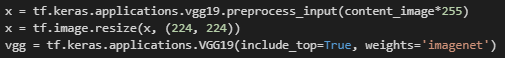 x = tf.keras.applications.vgg19.preprocess_input(content_image*255)
x = tf.image.resize(x, (224, 224))
vgg = tf.keras.applications.VGG19(include_top=True, weights='imagenet')